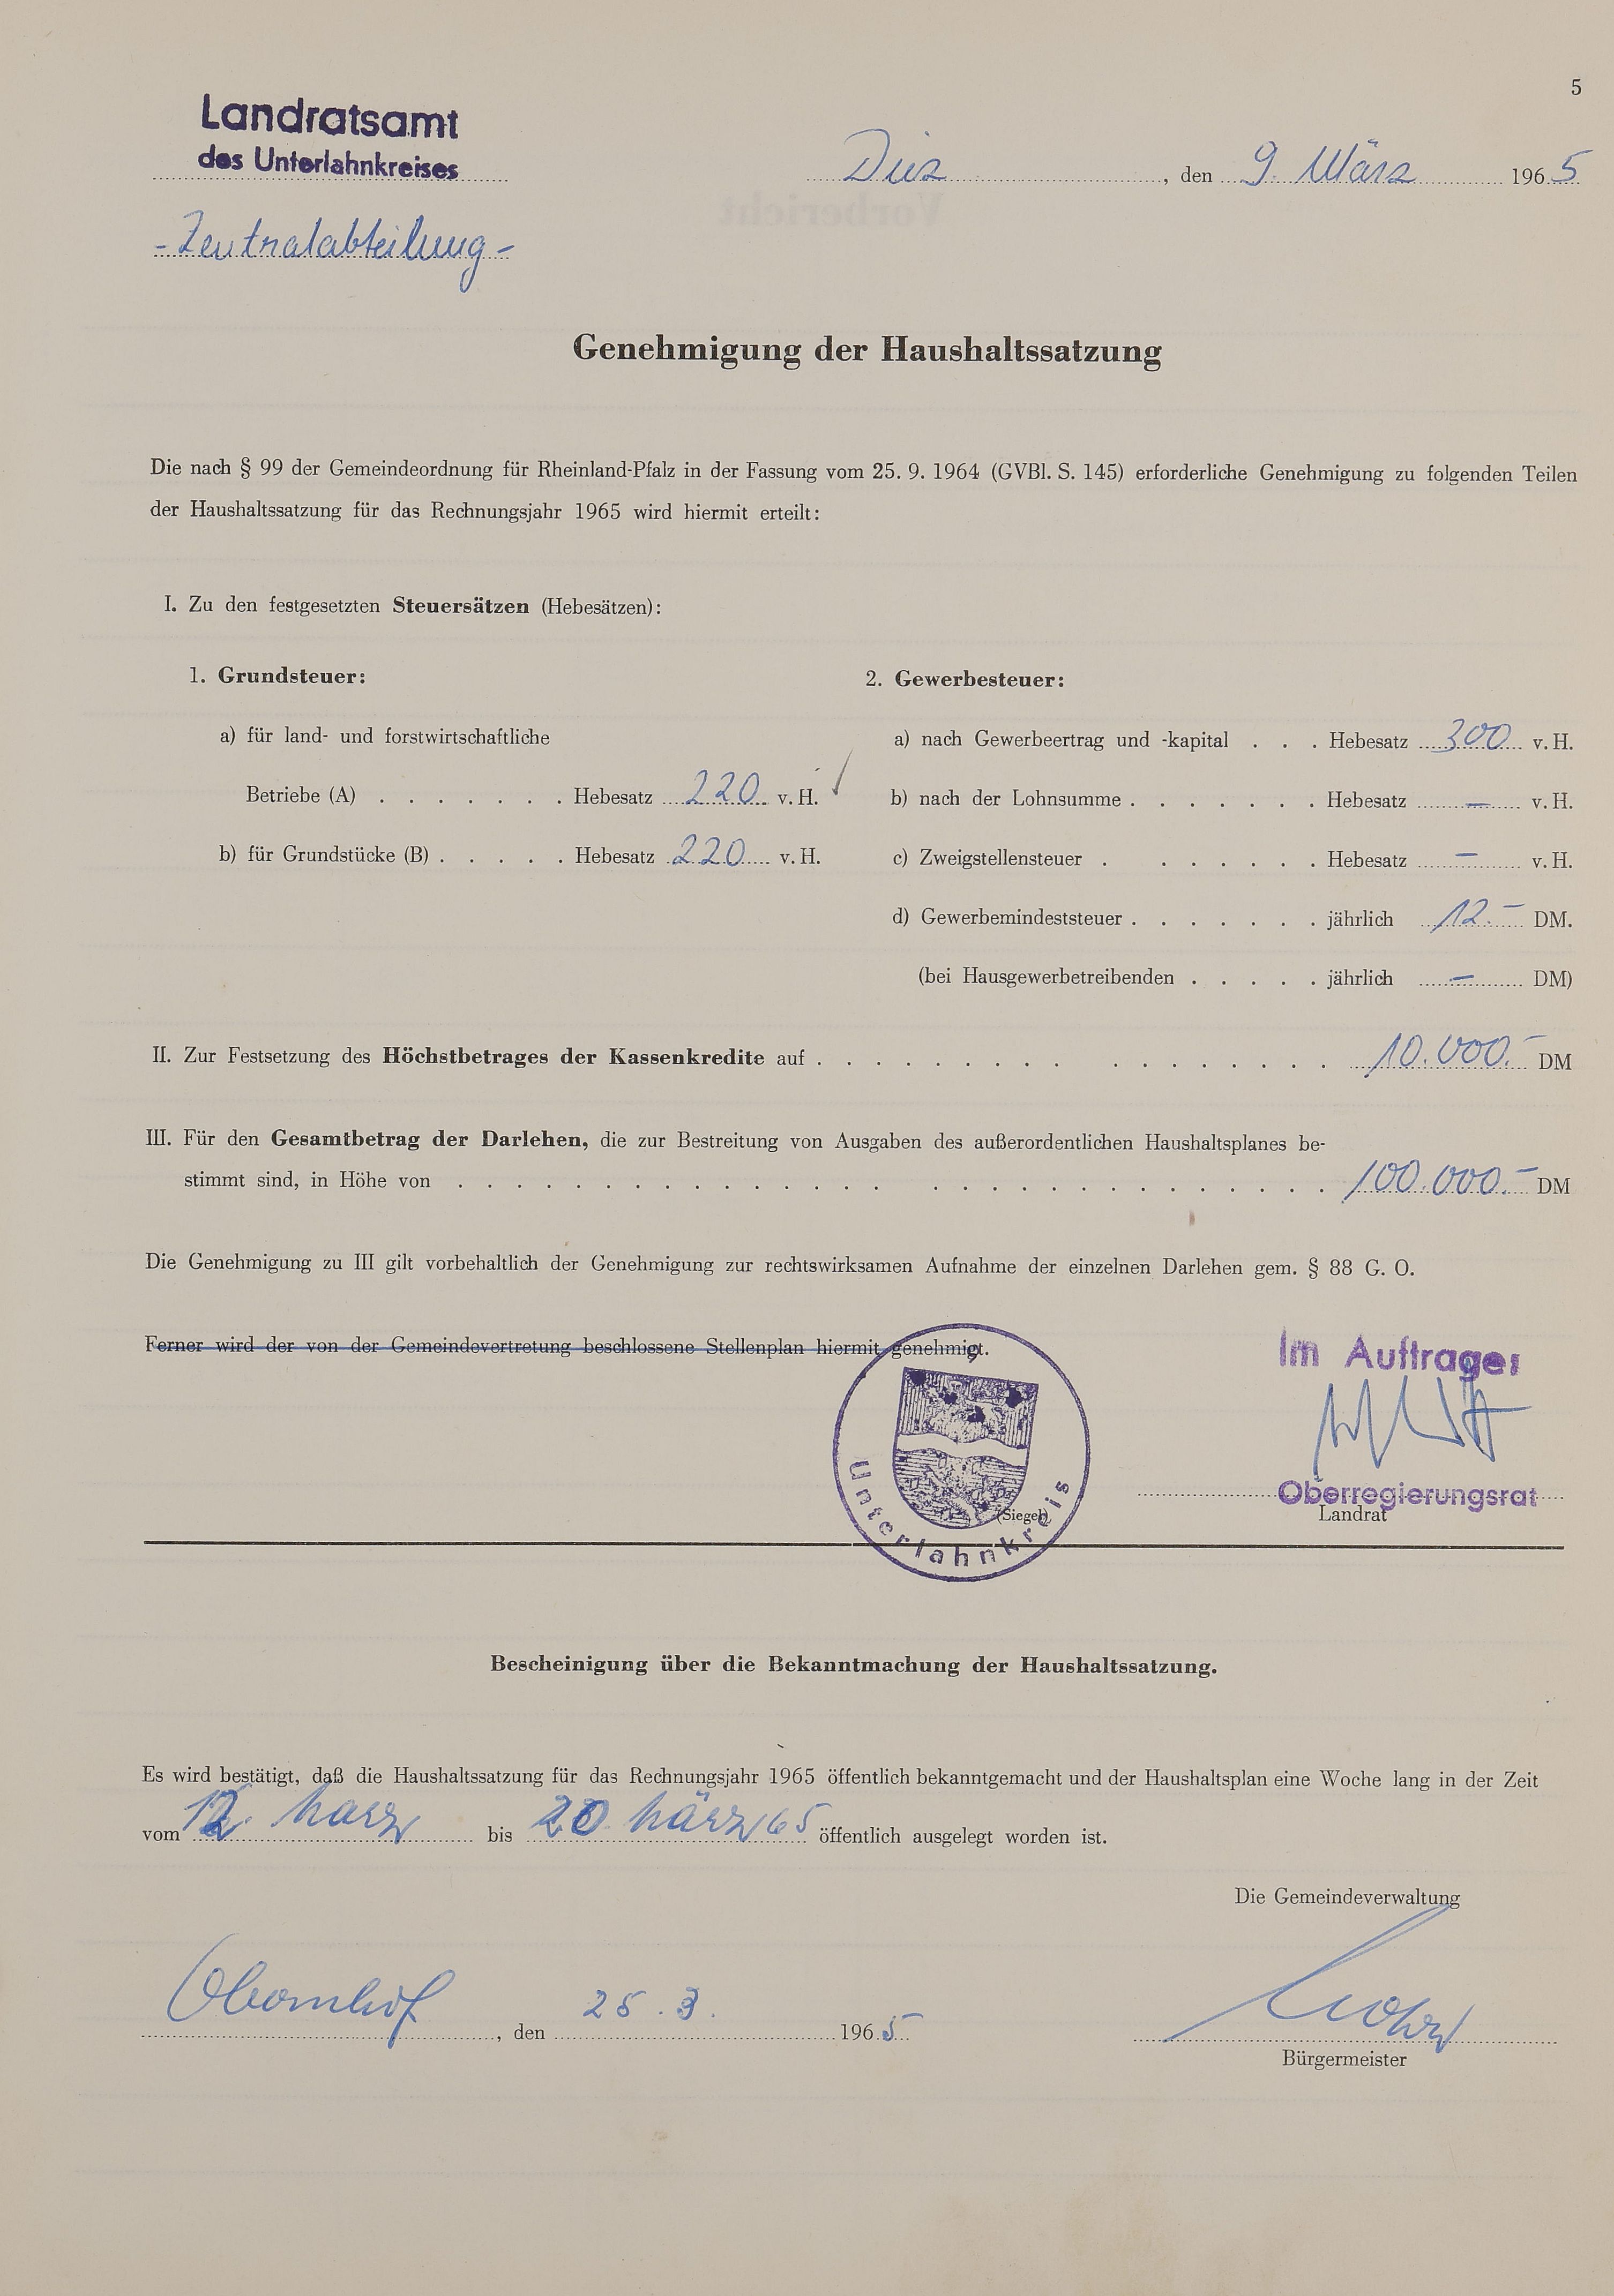 5
Landratsamt
des Unterlahnkreises
Diez, den 9. März 1965
-Zentralabteilung-
Genehmigung der Haushaltssatzung
Die nach § 99 der Gemeindeordnung für Rheinland-Pfalz in der Fassung vom 25. 9. 1964 (GVBl. S. 145) erforderliche Genehmigung zu folgenden Teilen
der Haushaltssatzung für das Rechnungsjahr 1965 wird hiermit erteilt:
I. Zu den festgesetzten Steuersätzen (Hebesätzen):
1. Grundsteuer:
a) für land- und forstwirtschaftliche
Betriebe (A) . . . . . . . Hebesatz 220 v. H.
b) für Grundstücke (B) . . . . . Hebesatz 220 v. H.
2. Gewerbesteuer:
a) nach Gewerbeertrag und -kapital . . . Hebesatz 300 v. H.
b) nach der Lohnsumme . . . . . . . Hebesatz — v. H.
c) Zweigstellensteuer . . . . . . . Hebesatz — v. H.
d) Gewerbemindeststeuer . . . . . . . jährlich 12.- DM.
(bei Hausgewerbetreibenden . . . . . jährlich — DM)
II. Zur Festsetzung des Höchstbetrages der Kassenkredite auf . . . . . . . . . . . . . . . . . 10.000.- DM
III. Für den Gesamtbetrag der Darlehen, die zur Bestreitung von Ausgaben des außerordentlichen Haushaltsplanes be-
stimmt sind, in Höhe von . . . . . . . . . . . . . . . . . . . . . . . . . . . . . 100.000.- DM
Die Genehmigung zu III gilt vorbehaltlich der Genehmigung zur rechtswirksamen Aufnahme der einzelnen Darlehen gem. § 88 G. O.
Ferner wird der von der Gemeindevertretung beschlossene Stellenplan hiermit genehmigt.
Im Auftrage:
Unterlahnkreis
(Siegel)
Oberregierungsrat
Landrat
Bescheinigung über die Bekanntmachung der Haushaltssatzung.
Es wird bestätigt, daß die Haushaltssatzung für das Rechnungsjahr 1965 öffentlich bekanntgemacht und der Haushaltsplan eine Woche lang in der Zeit
vom 12. März bis 20 März 65 öffentlich ausgelegt worden ist.
Die Gemeindeverwaltung
Obernhof, den 25.3. 1965
Bürgermeister